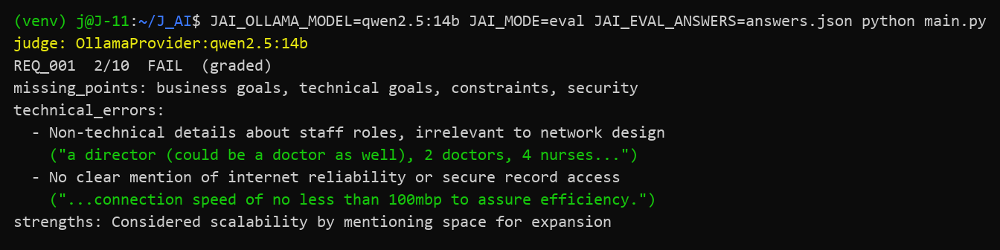 (venv) j@J-11:~/J_AI$ JAI_OLLAMA_MODEL=qwen2.5:14b JAI_MODE=eval JAI_EVAL_ANSWERS=answers.json python main.py
judge: OllamaProvider:qwen2.5:14b
REQ_001  2/10  FAIL  (graded)
missing_points: business goals, technical goals, constraints, security
technical_errors:
  - Non-technical details about staff roles, irrelevant to network design
    ("a director (could be a doctor as well), 2 doctors, 4 nurses...")
  - No clear mention of internet reliability or secure record access
    ("...connection speed of no less than 100mbp to assure efficiency.")
strengths: Considered scalability by mentioning space for expansion